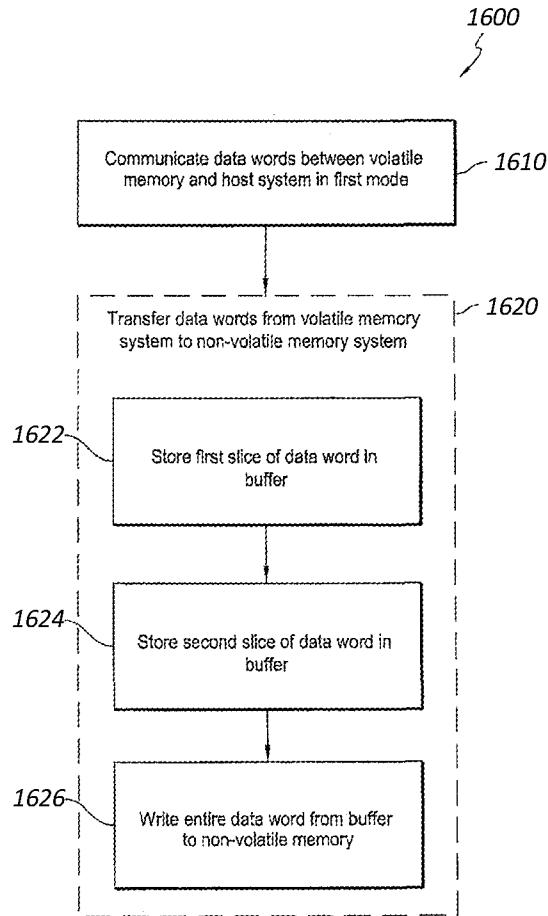 1600
Communicate data words between volatile
memory and host system in first mode
1610
Transfer data words from volatile memory
system to non-volatile memory system
1620
1622
Store first slice of data word in
buffer
1624
Store second slice of data word in
buffer
1626
Write entire data word from buffer
to non-volatile memory